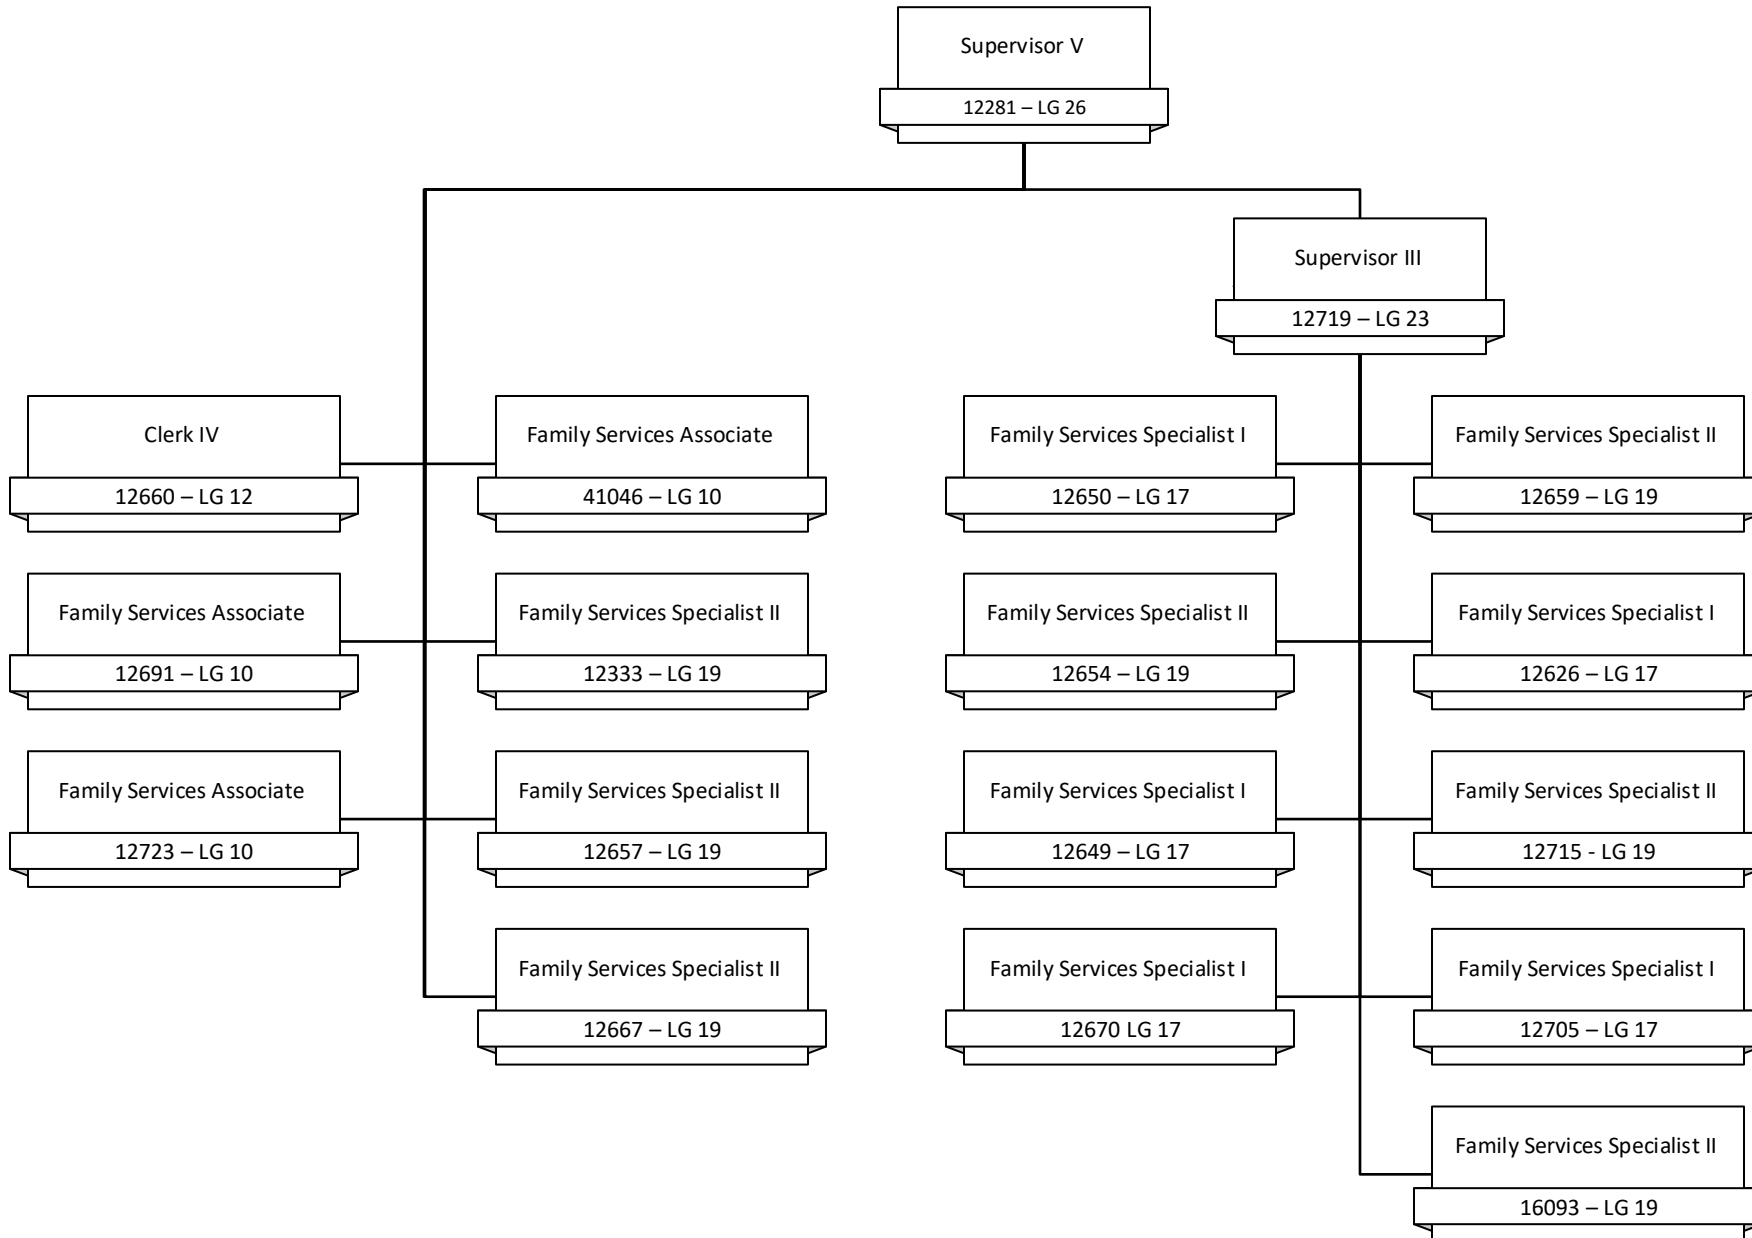 Supervisor V
12281 – LG 26
Supervisor III
12719 – LG 23
Clerk IV
12660 – LG 12
Family Services Associate
41046 – LG 10
Family Services Specialist I
12650 – LG 17
Family Services Specialist II
12659 – LG 19
Family Services Associate
12691 – LG 10
Family Services Specialist II
12333 – LG 19
Family Services Specialist II
12654 – LG 19
Family Services Specialist I
12626 – LG 17
Family Services Associate
12723 – LG 10
Family Services Specialist II
12657 – LG 19
Family Services Specialist I
12649 – LG 17
Family Services Specialist II
12715 - LG 19
Family Services Specialist II
12667 – LG 19
Family Services Specialist I
12670 LG 17
Family Services Specialist I
12705 – LG 17
Family Services Specialist II
16093 – LG 19